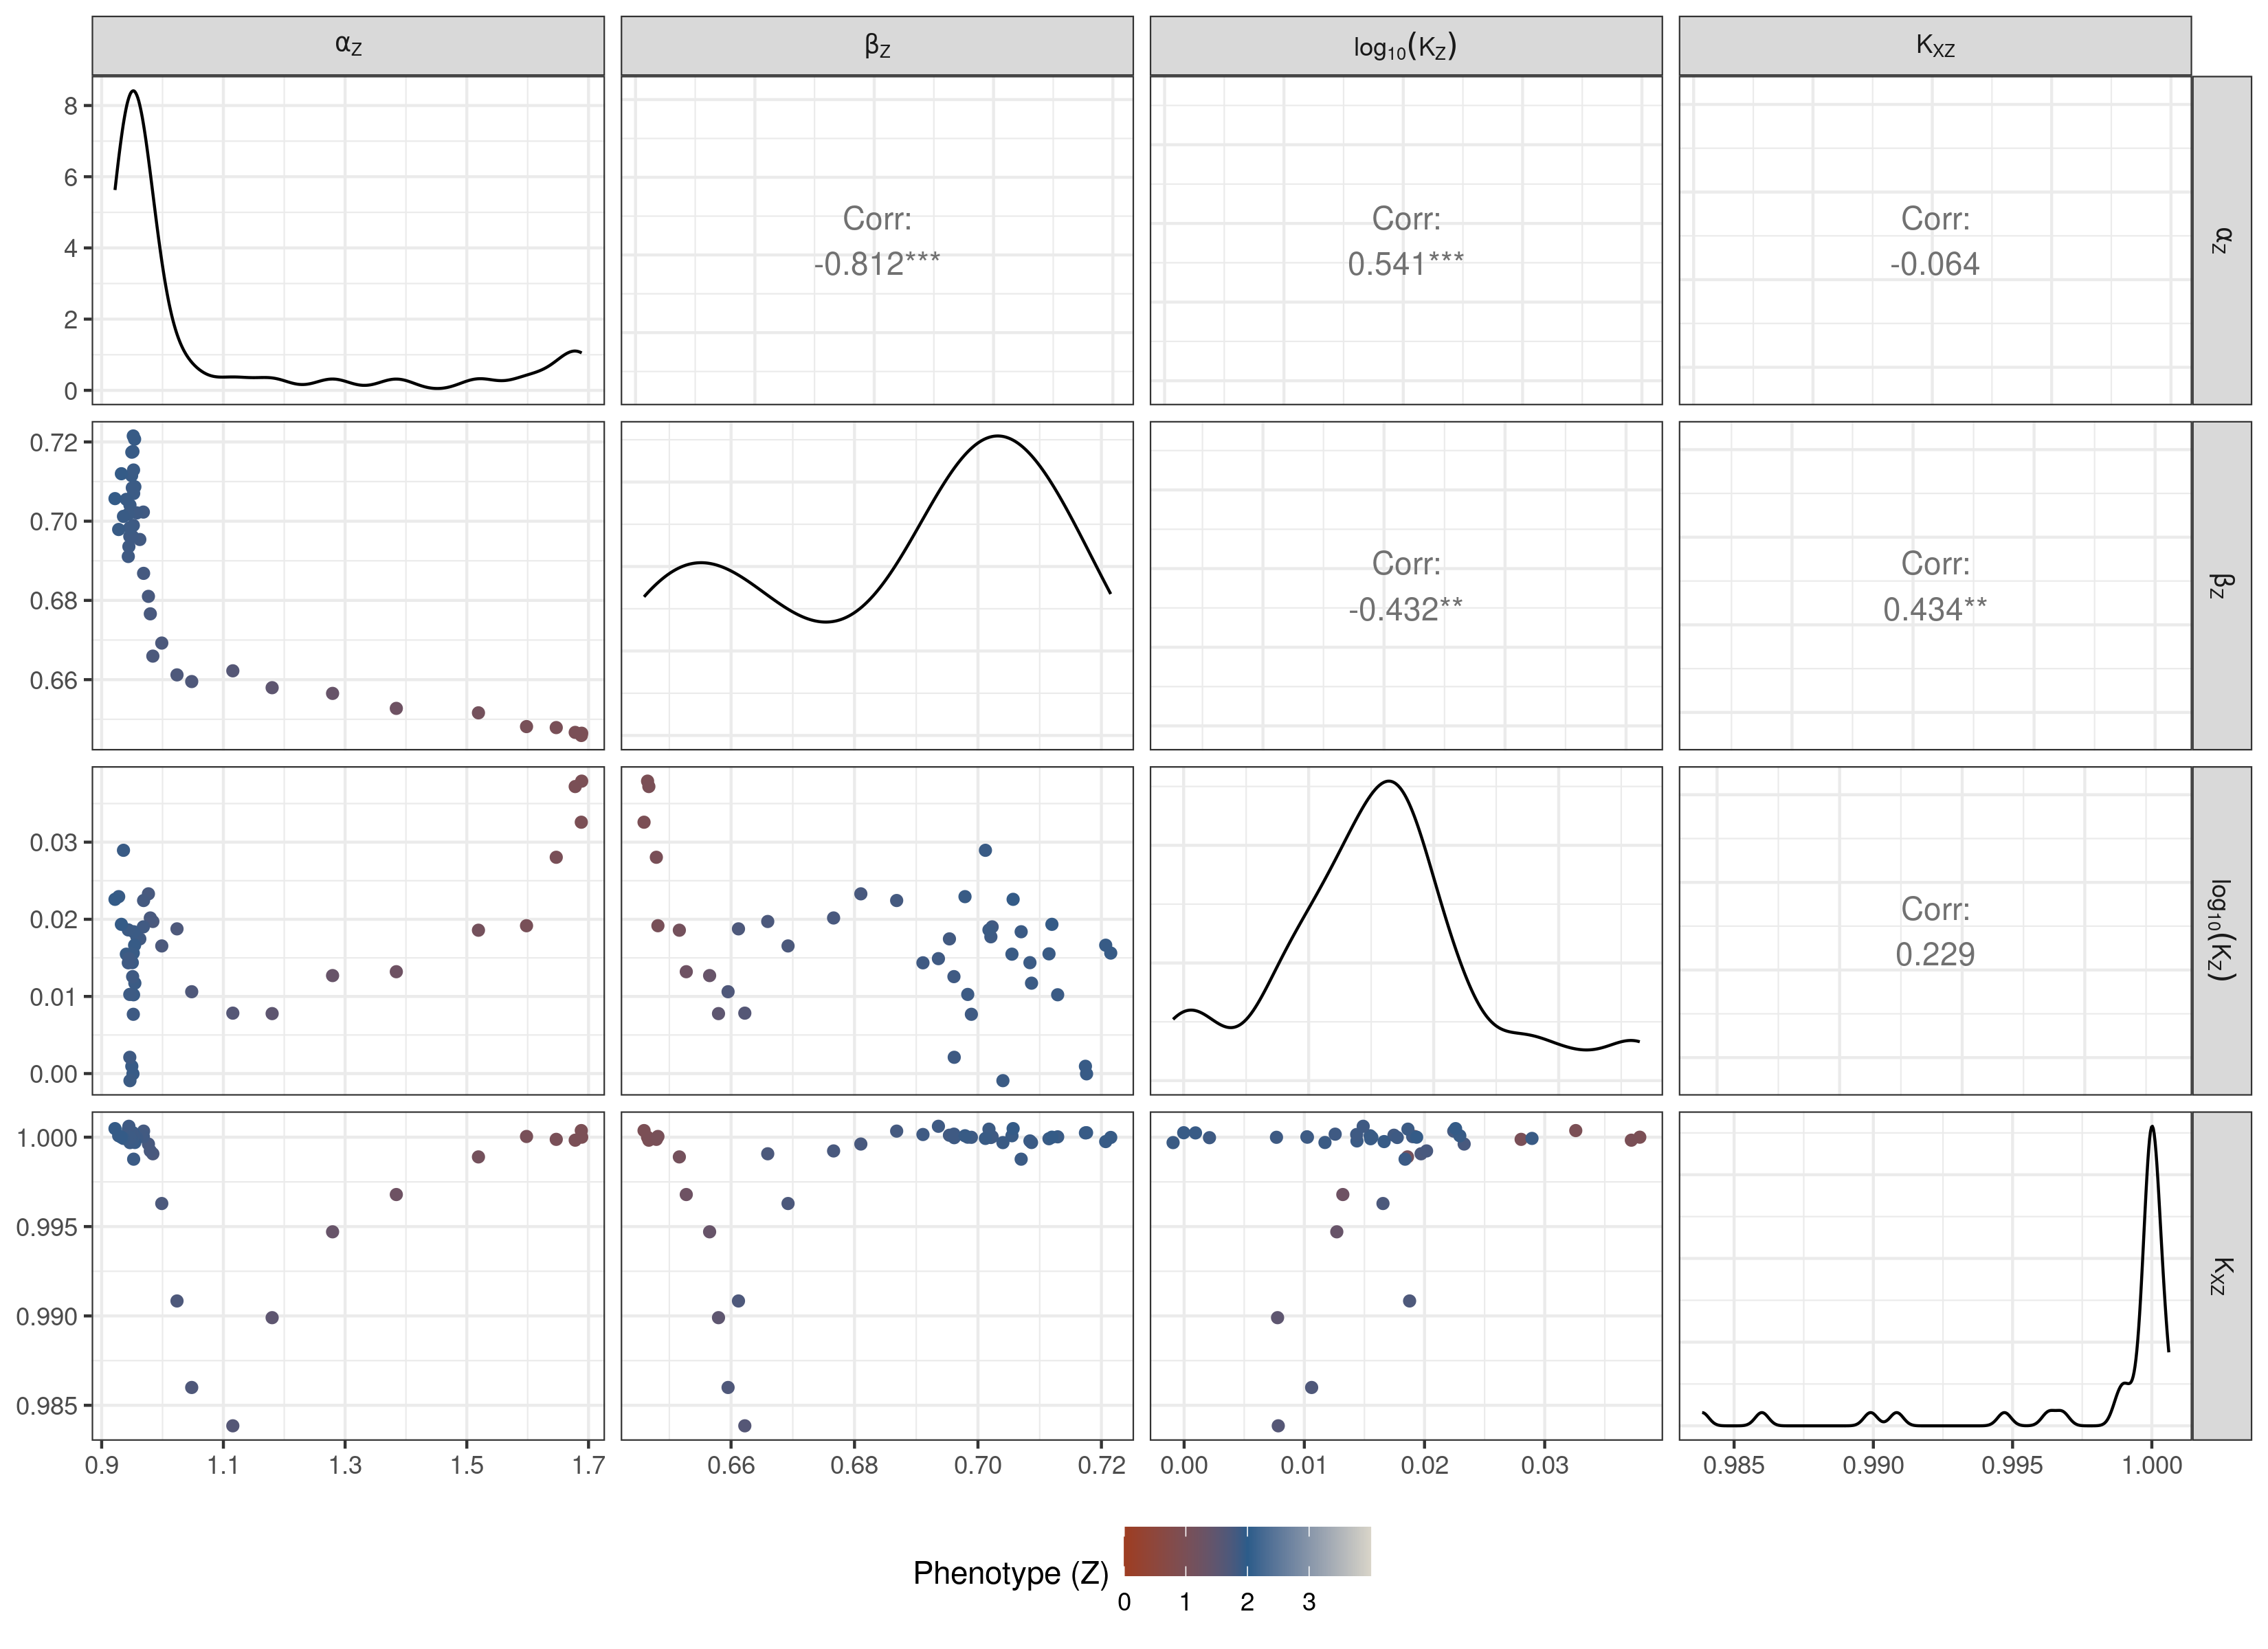 αZ
βZ
log10(KZ)
KXZ
8
6
4
2
0
Corr:
-0.812***
Corr:
0.541***
Corr:
-0.064
αZ
0.72
0.70
0.68
0.66
Corr:
-0.432**
Corr:
0.434**
βZ
0.03
0.02
0.01
0.00
Corr:
0.229
log10(KZ)
1.000
0.995
0.990
0.985
KXZ
0.9 1.1 1.3 1.5 1.7
0.66 0.68 0.70 0.72
0.00 0.01 0.02 0.03
0.985 0.990 0.995 1.000
Phenotype (Z)
0 1 2 3